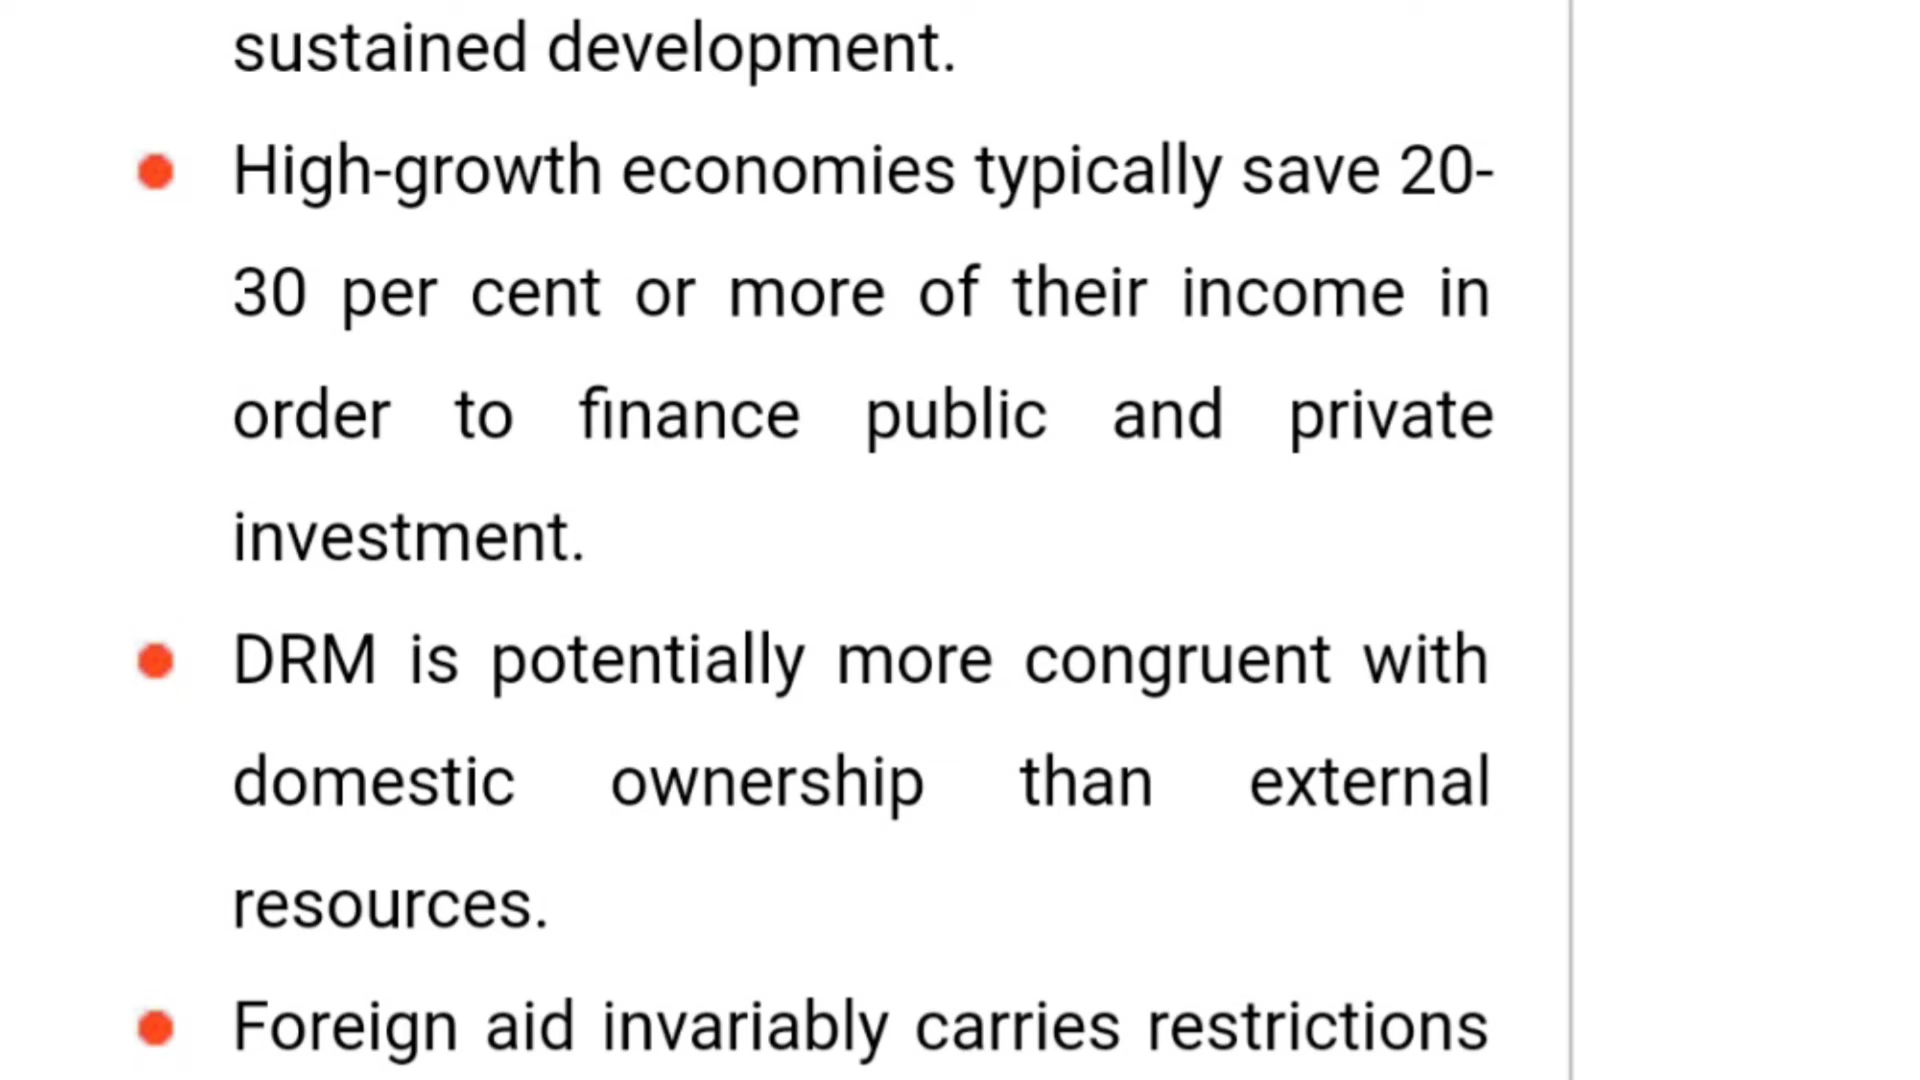 sustained development.
High-growth economies typically save 20-
30 per cent or more of their income in
order to finance public and private
investment.
DRM is potentially more congruent with
domestic ownership than external
resources.
Foreign aid invariably carries restrictions